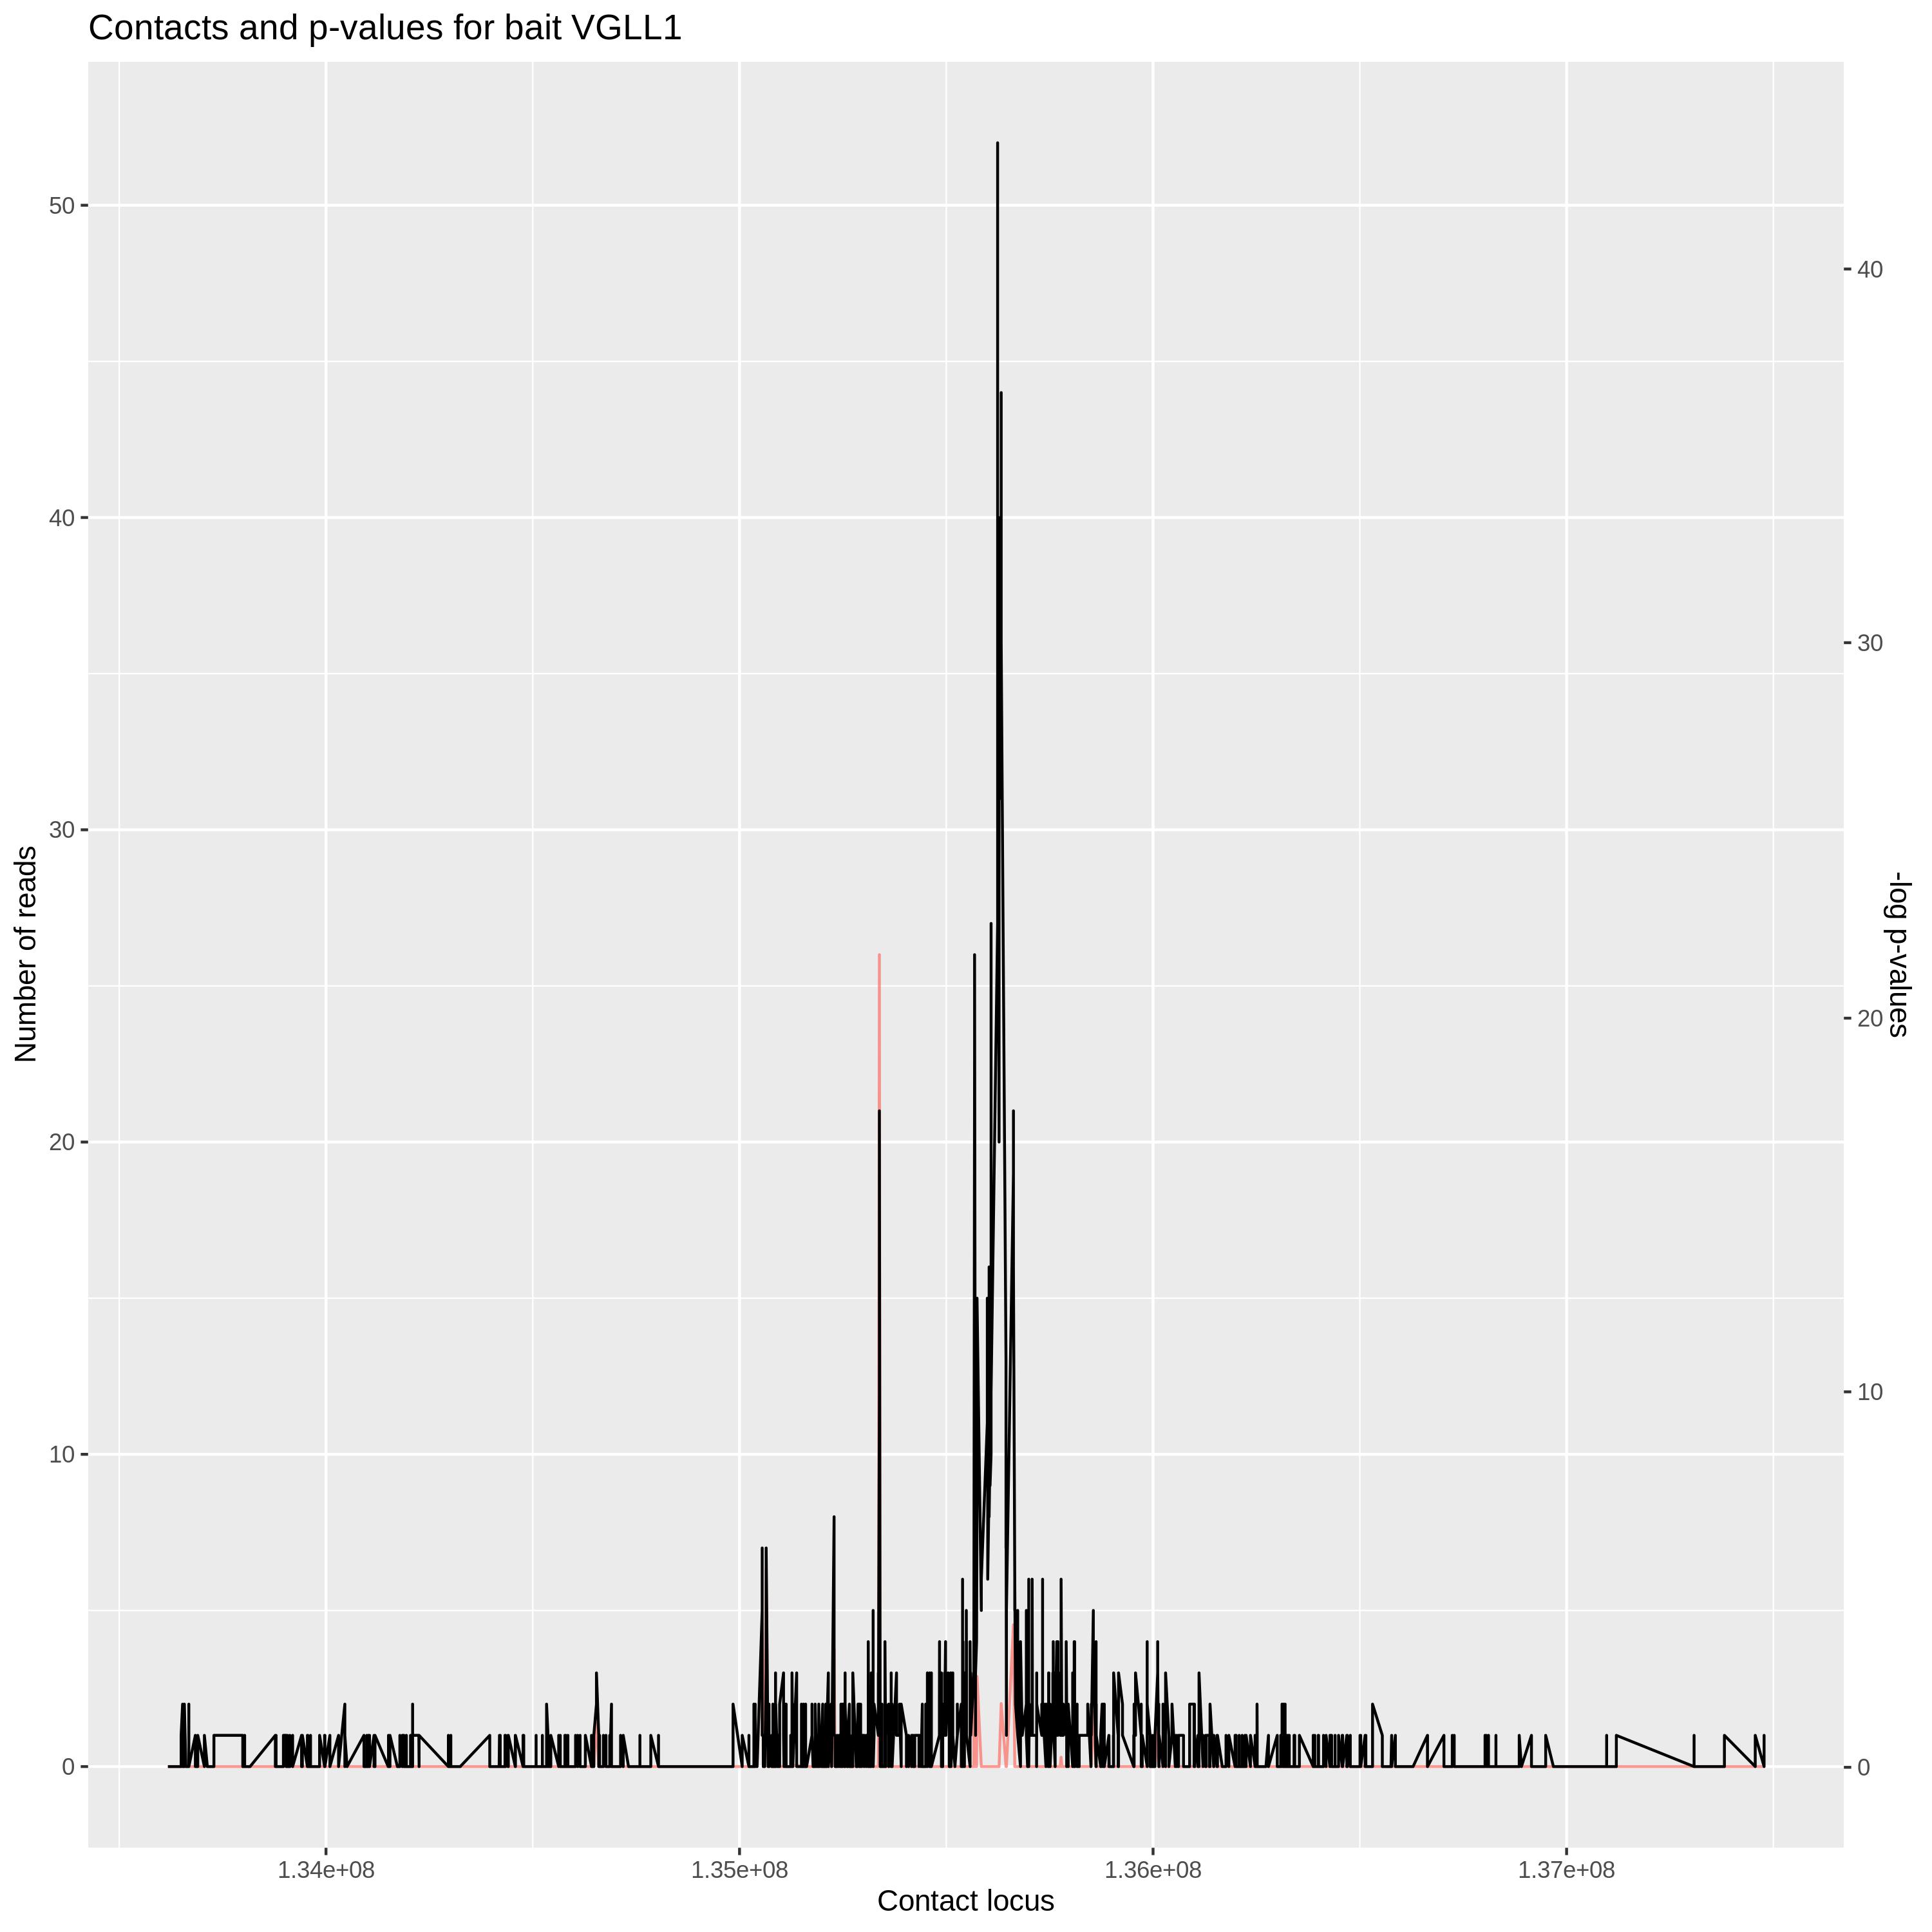 Contacts and p-values for bait VGLL1
50
40
30
20
10
0
Number of reads
40
30
20
10
0
-log p-values
1.34e+08
1.35e+08
1.36e+08
1.37e+08
Contact locus